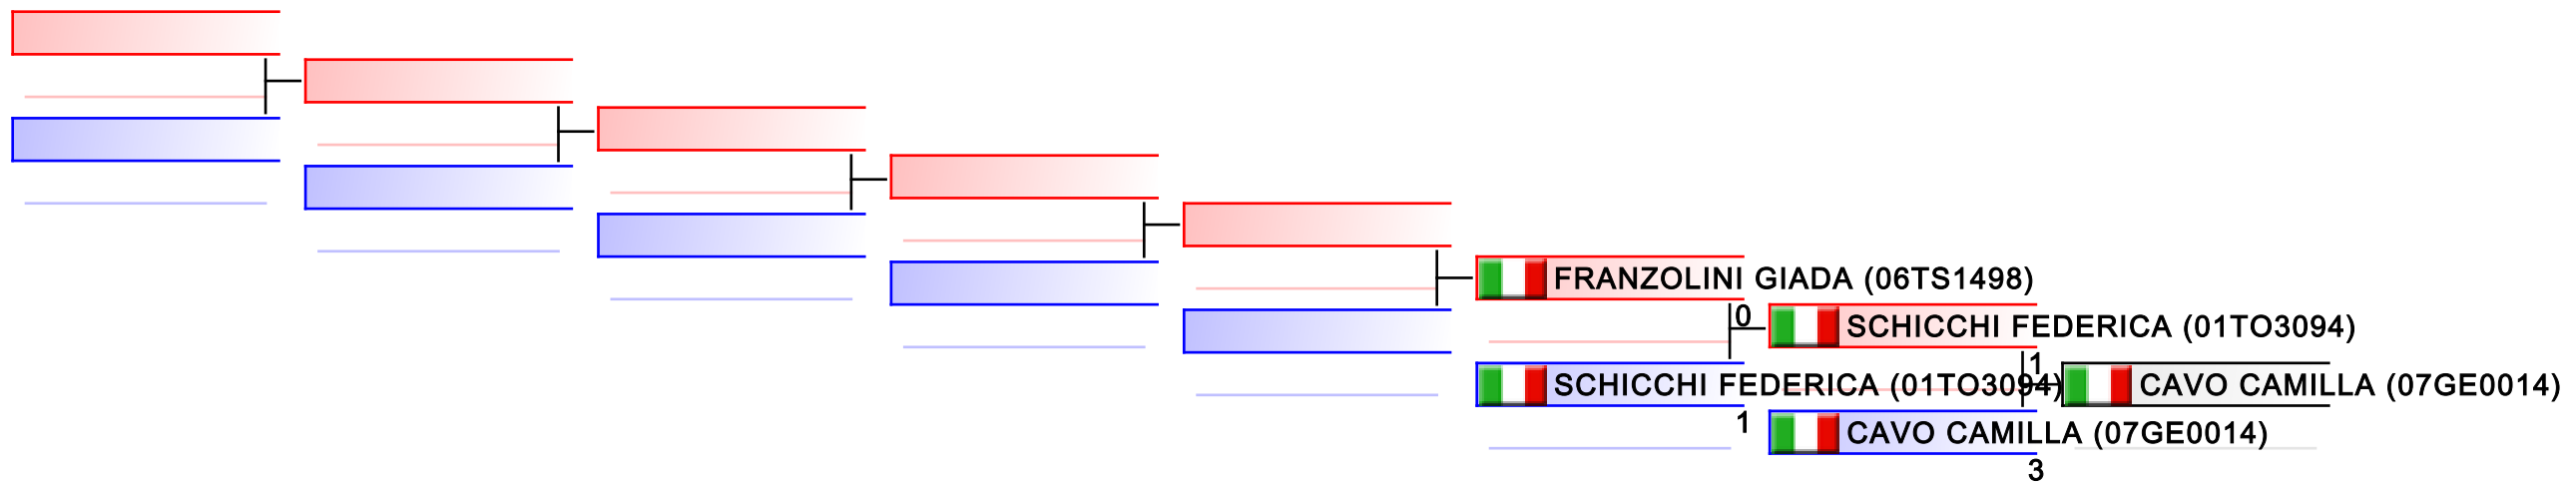 FRANZOLINI GIADA (06TS1498)
0
SCHICCHI FEDERICA (01TO3094)
1
SCHICCHI FEDERICA (01TO3094)
CAVO CAMILLA (07GE0014)
1
CAVO CAMILLA (07GE0014)
3